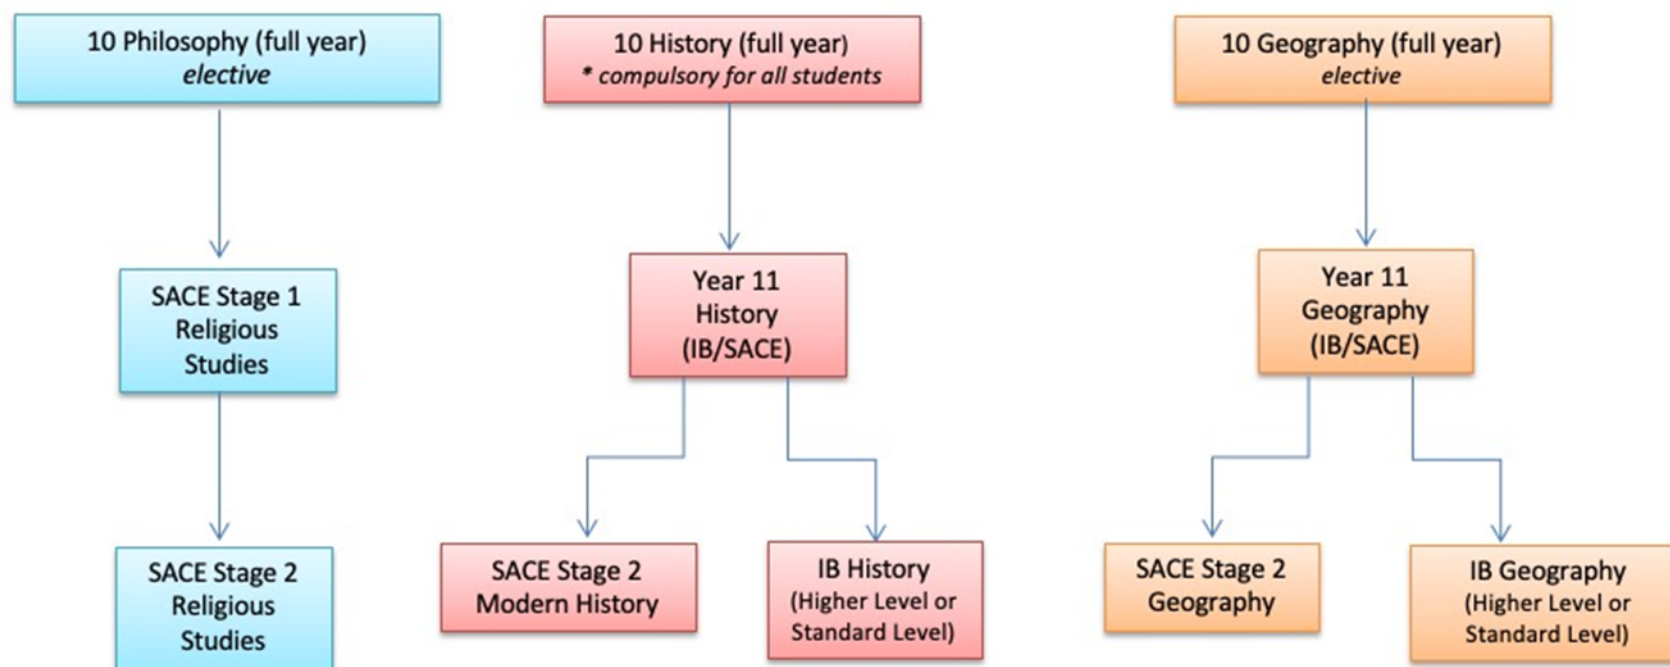 10 Philosophy (full year)
elective
10 History (full year)
* compulsory for all students
10 Geography (full year)
elective
SACE Stage 1
Religious
Studies
Year 11
History
(IB/SACE)
Year 11
Geography
(IB/SACE)
SACE Stage 2
Religious
Studies
SACE Stage 2
Modern History
IB History
(Higher Level or
Standard Level)
SACE Stage 2
Geography
IB Geography
(Higher Level or
Standard Level)